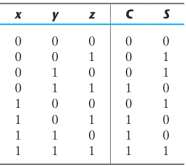 x y z C S
0 0 0 0 0
0 0 1 0 1
0 1 0 0 1
0 1 1 1 0
1 0 0 0 1
1 0 1 1 0
1 1 0 1 0
1 1 1 1 1